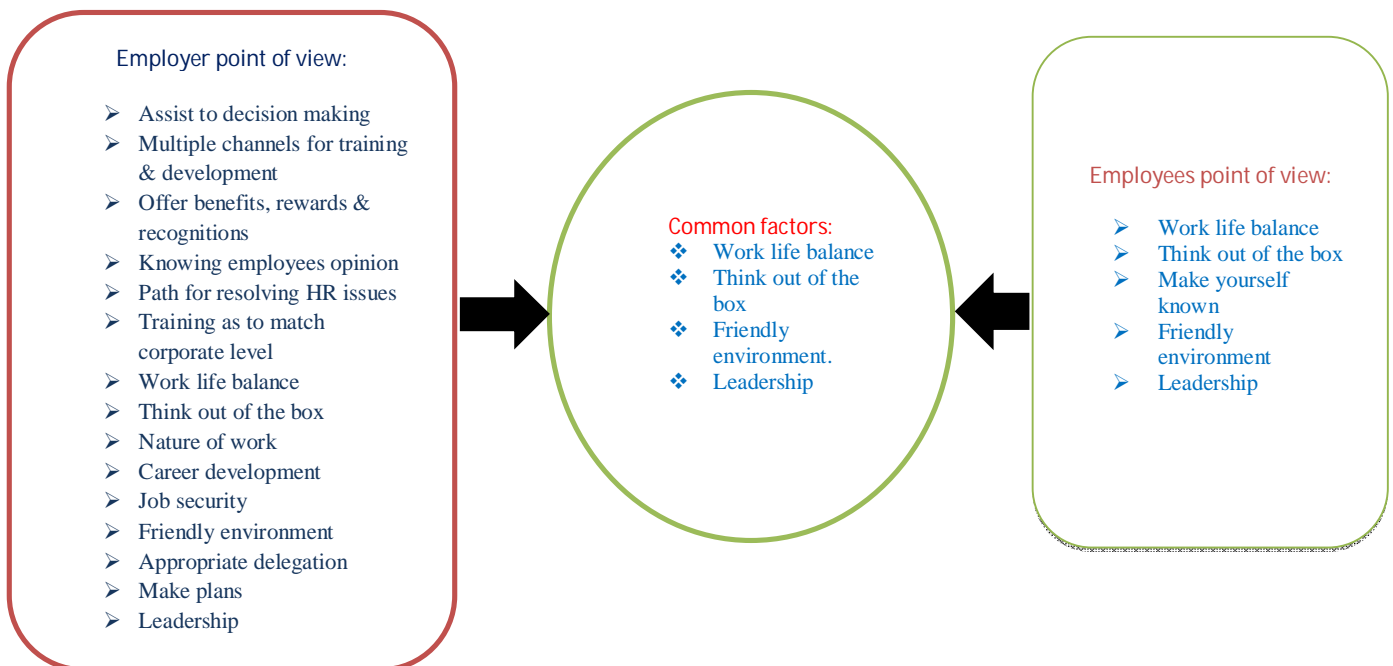 Employer point of view:
Assist to decision making
Multiple channels for training
& development
Offer benefits, rewards &
recognitions
Knowing employees opinion
Path for resolving HR issues
Training as to match
corporate level
Work life balance
Think out of the box
Nature of work
Career development
Job security
Friendly environment
Appropriate delegation
Make plans
Leadership
Common factors:
Work life balance
Think out of the
box
Friendly
environment.
Leadership
Employees point of view:
Work life balance
Think out of the box
Make yourself
known
Friendly
environment
Leadership